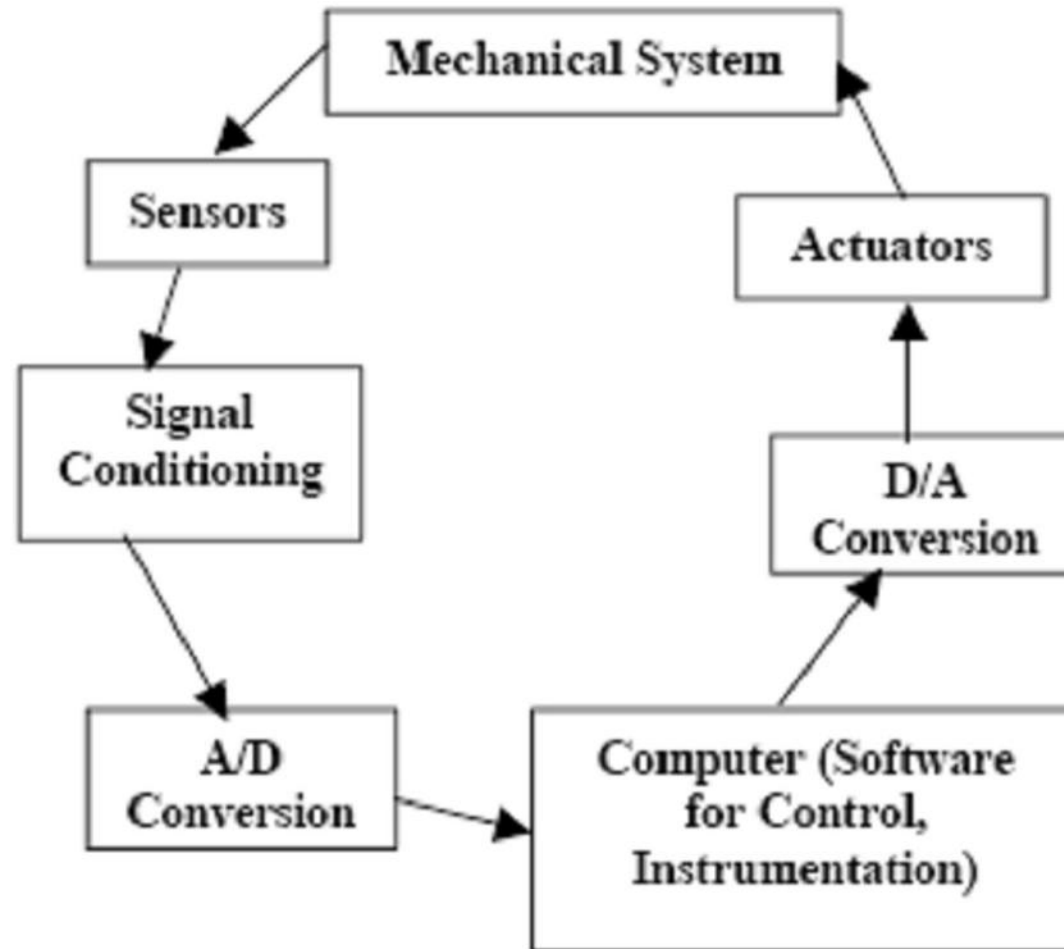 Mechanical System
Sensors
Actuators
Signal
Conditioning
D/A
Conversion
A/D
Conversion
Computer (Software
for Control,
Instrumentation)